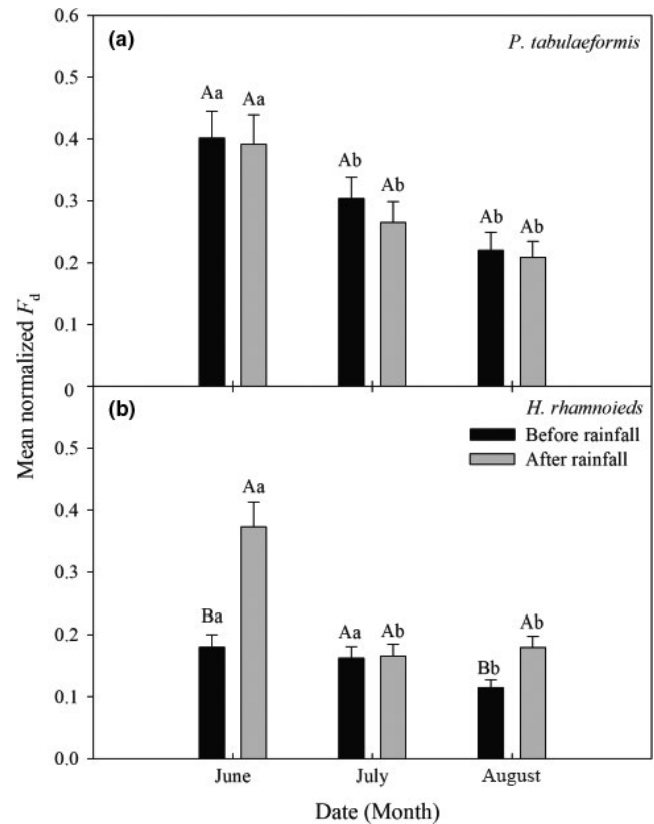 0.6
(a)
P. tabulaeformis
0.5
Aa Aa
0.4
Ab
Ab
0.3
Ab Ab
0.2
0.1
0
Mean normalized Fd
(b)
H. rhamnoieds
Before rainfall
After rainfall
0.5
Aa
0.4
0.3
Ba
Aa Ab
Ab
0.2
Bb
0.1
0.0
June July August
Date (Month)